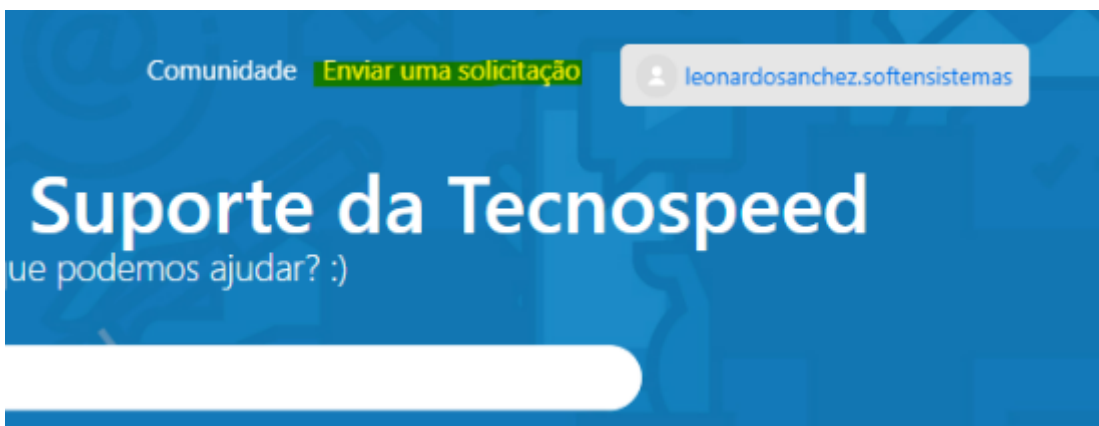 Comunidade Enviar uma solicitação leonardosanchez.softensistemas
Suporte da Tecnospeed
ue podemos ajudar? :)